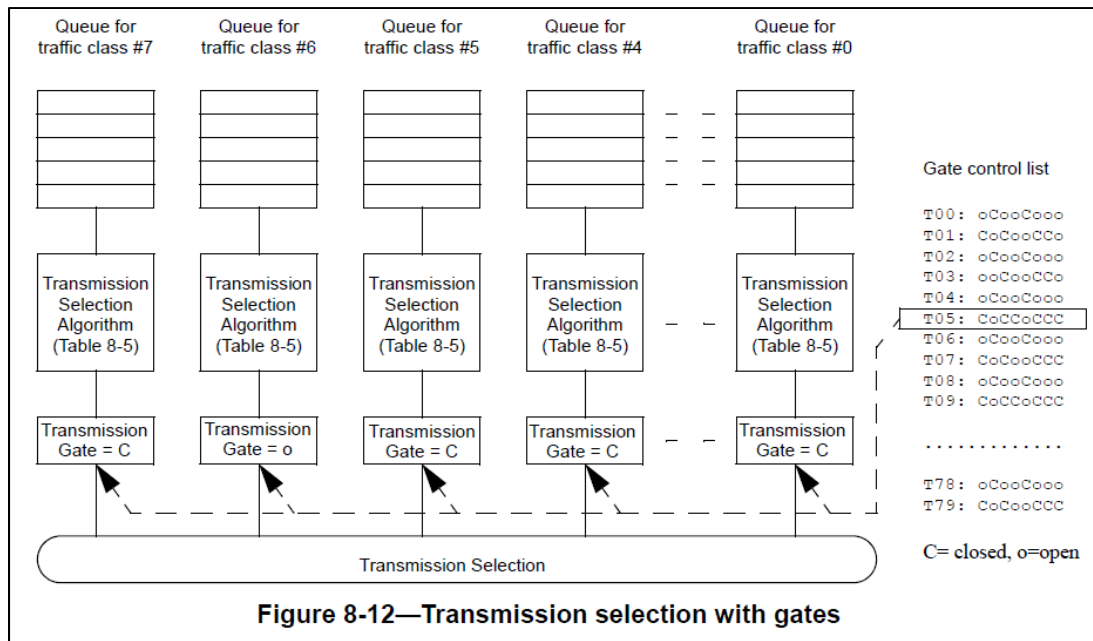 Queue for traffic class #7
Queue for traffic class #6
Queue for traffic class #5
Queue for traffic class #4
Queue for traffic class #0
Transmission Selection Algorithm (Table 8-5)
Transmission Selection Algorithm (Table 8-5)
Transmission Selection Algorithm (Table 8-5)
Transmission Selection Algorithm (Table 8-5)
Transmission Selection Algorithm (Table 8-5)
Transmission Gate = C
Transmission Gate = o
Transmission Gate = C
Transmission Gate = C
Transmission Gate = C
Transmission Selection
Gate control list
T00: oCooCooo
T01: CoCooCCo
T02: oCooCooo
T03: ooCooCCo
T04: oCooCooo
T05: CoCCoCCC
T06: oCooCooo
T07: CoCooCCC
T08: oCooCooo
T09: CoCCoCCC
. . . . . . . . . . . . .
T78: oCooCooo
T79: CoCooCCC
C= closed, o=open
Figure 8-12—Transmission selection with gates